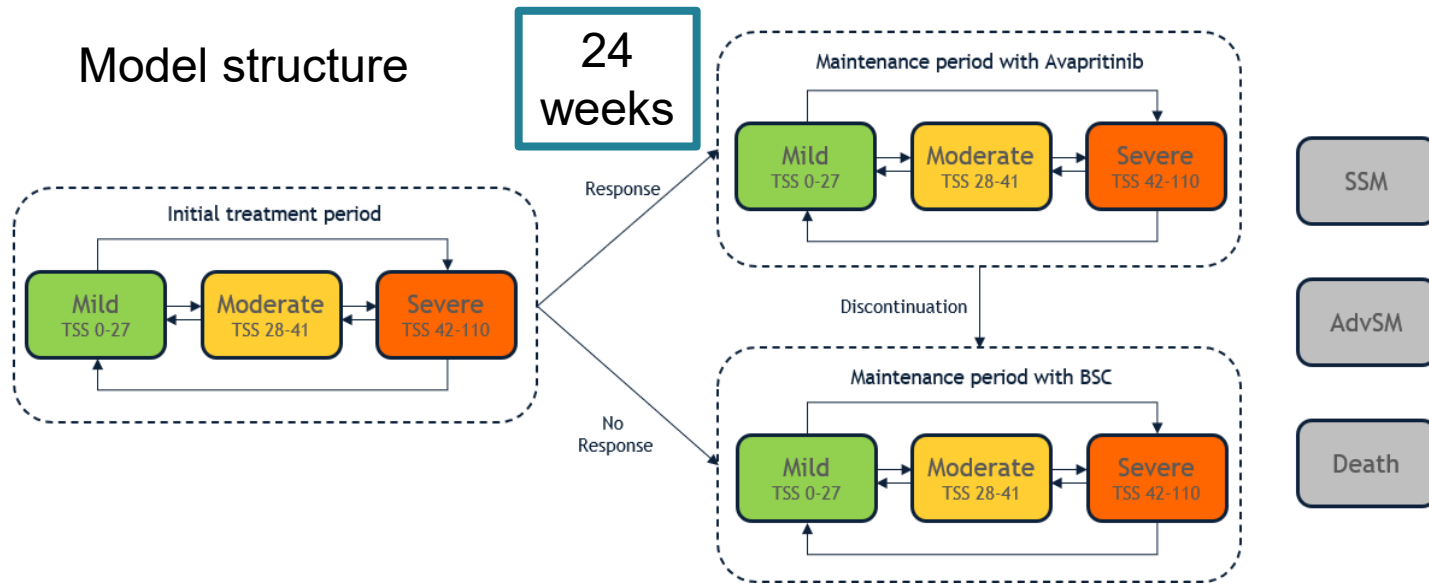 Model structure
24
weeks
Initial treatment period
Mild
TSS 0-27
Moderate
TSS 28-41
Severe
TSS 42-110
Response
No
Response
Maintenance period with Avapritinib
Mild
TSS 0-27
Moderate
TSS 28-41
Severe
TSS 42-110
Discontinuation
Maintenance period with BSC
Mild
TSS 0-27
Moderate
TSS 28-41
Severe
TSS 42-110
SSM
AdvSM
Death